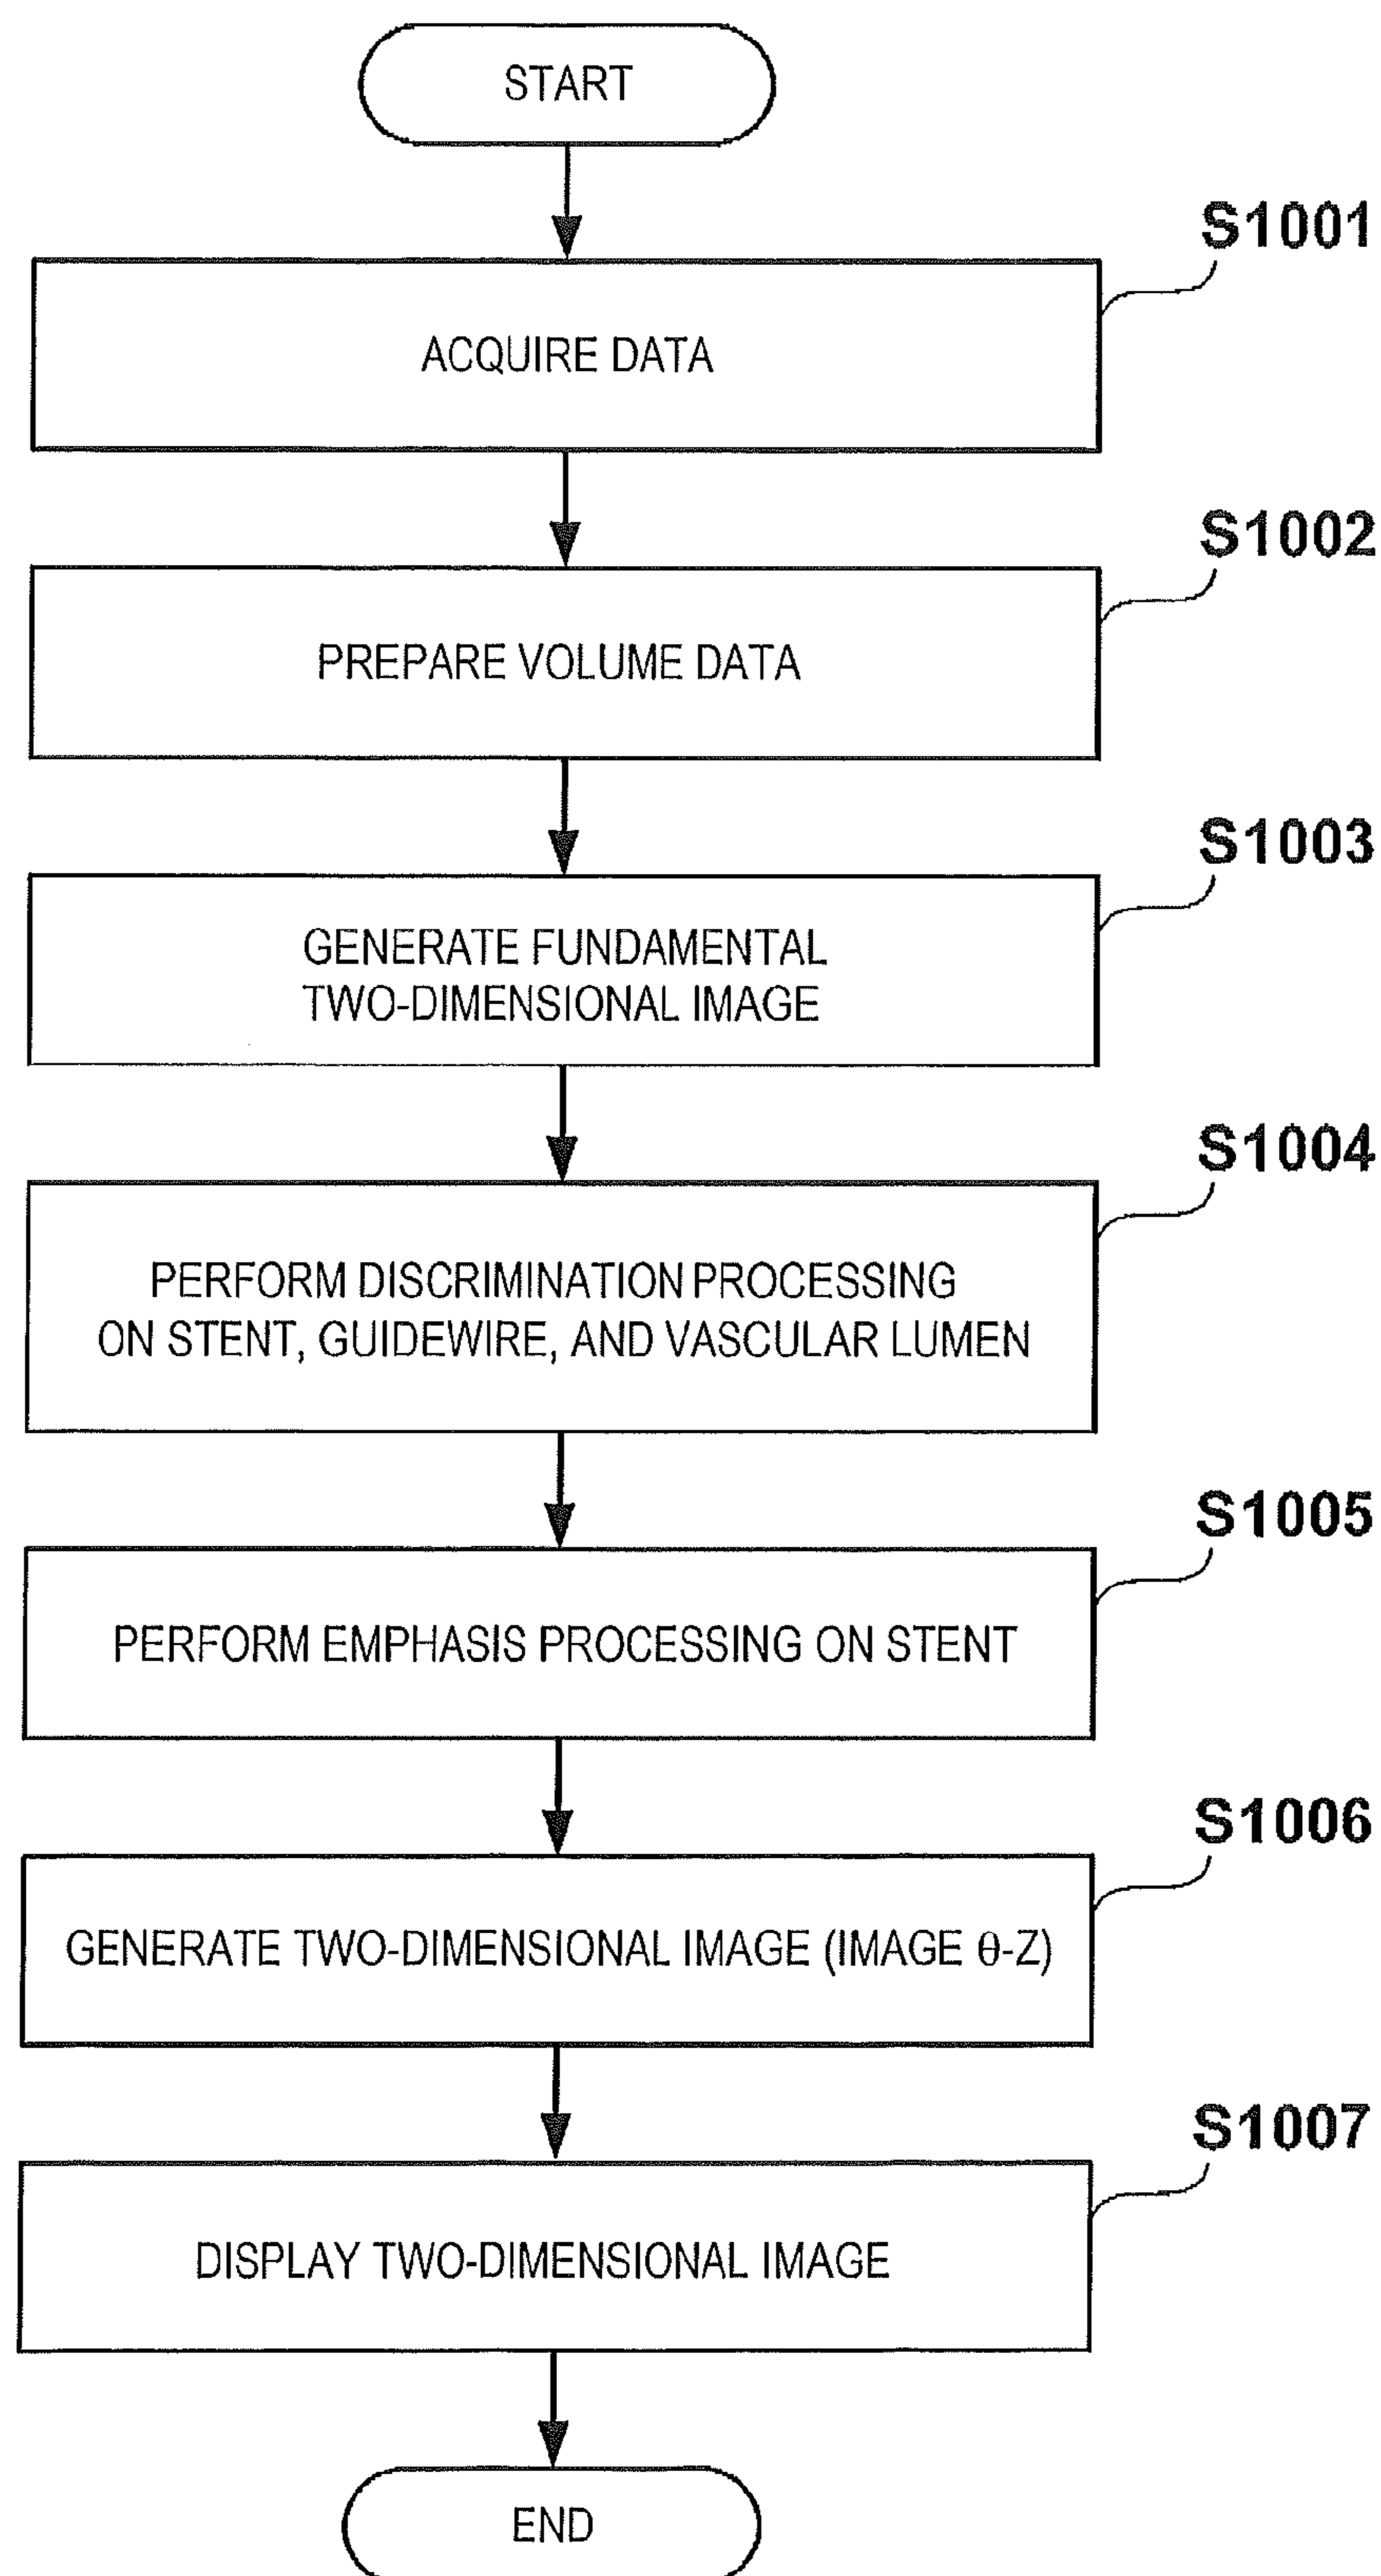 START
S1001
ACQUIRE DATA
S1002
PREPARE VOLUME DATA
S1003
GENERATE FUNDAMENTAL
TWO-DIMENSIONAL IMAGE
S1004
PERFORM DISCRIMINATION PROCESSING
ON STENT, GUIDEWIRE, AND VASCULAR LUMEN
S1005
PERFORM EMPHASIS PROCESSING ON STENT
S1006
GENERATE TWO-DIMENSIONAL IMAGE (IMAGE θ-Z)
S1007
DISPLAY TWO-DIMENSIONAL IMAGE
END